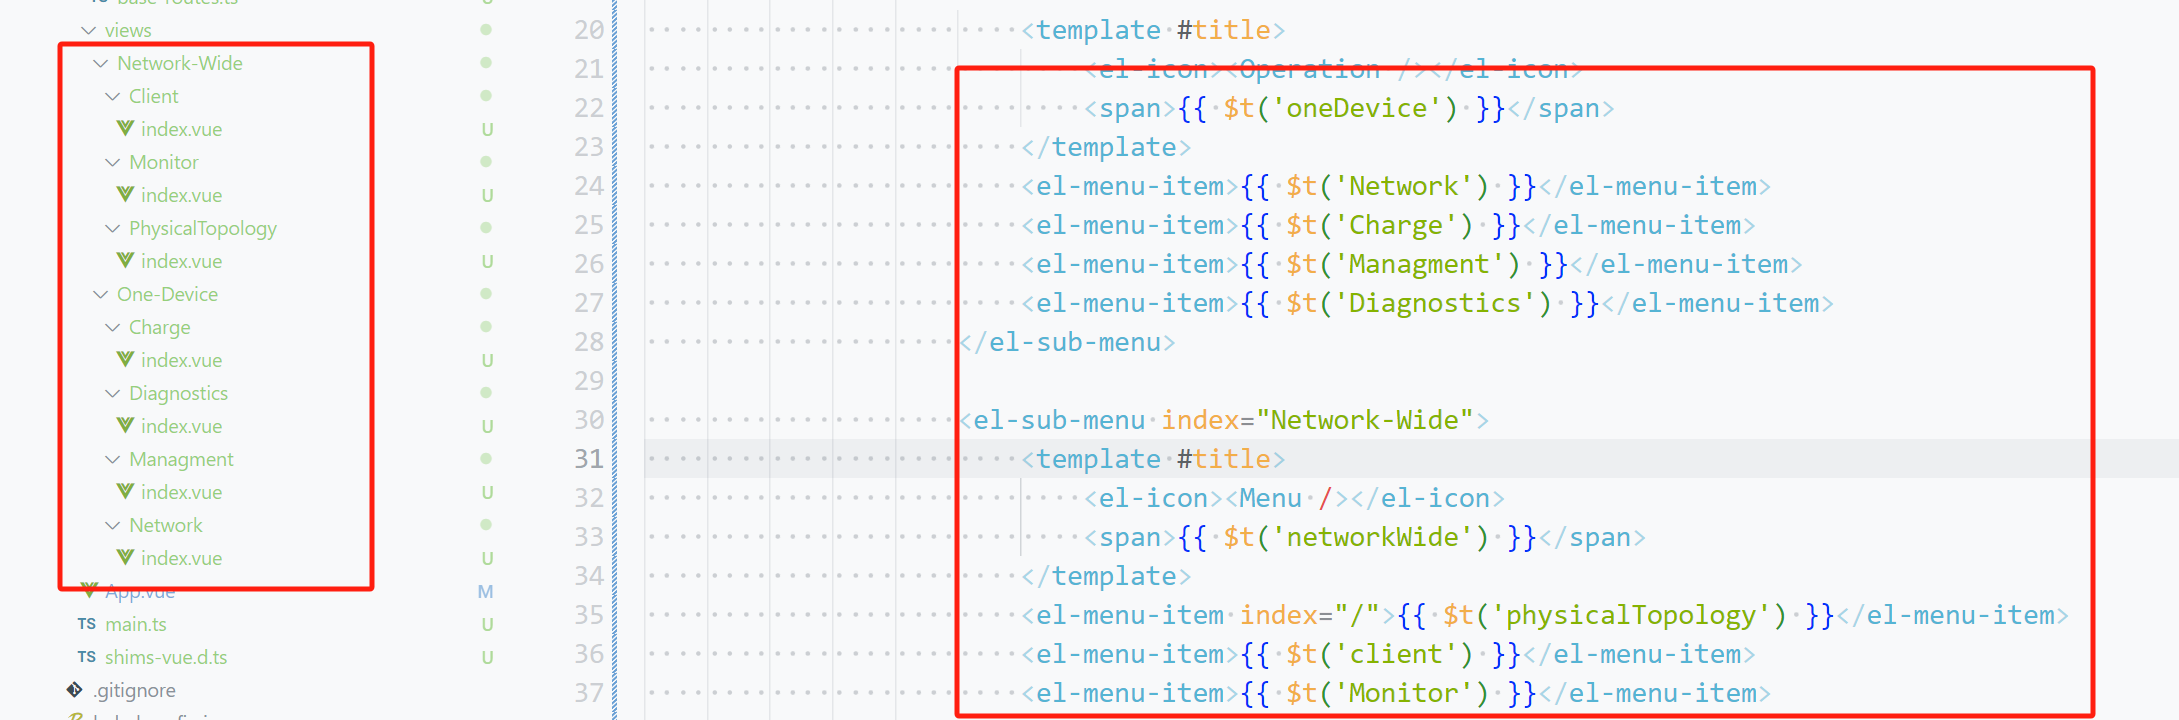 base-routes.ts U
views
Network-Wide
Client
index.vue U
Monitor
index.vue U
PhysicalTopology
index.vue U
One-Device
Charge
index.vue U
Diagnostics
index.vue U
Managment
index.vue U
Network
index.vue U
App.vue M
TS main.ts U
TS shims-vue.d.ts U
.gitignore
20 <template #title>
21 <el-icon><Operation /></el-icon>
22 <span>{{ $t('oneDevice') }}</span>
23 </template>
24 <el-menu-item>{{ $t('Network') }}</el-menu-item>
25 <el-menu-item>{{ $t('Charge') }}</el-menu-item>
26 <el-menu-item>{{ $t('Managment') }}</el-menu-item>
27 <el-menu-item>{{ $t('Diagnostics') }}</el-menu-item>
28 </el-sub-menu>
29
30 <el-sub-menu index="Network-Wide">
31 <template #title>
32 <el-icon><Menu /></el-icon>
33 <span>{{ $t('networkWide') }}</span>
34 </template>
35 <el-menu-item index="/">{{ $t('physicalTopology') }}</el-menu-item>
36 <el-menu-item>{{ $t('client') }}</el-menu-item>
37 <el-menu-item>{{ $t('Monitor') }}</el-menu-item>